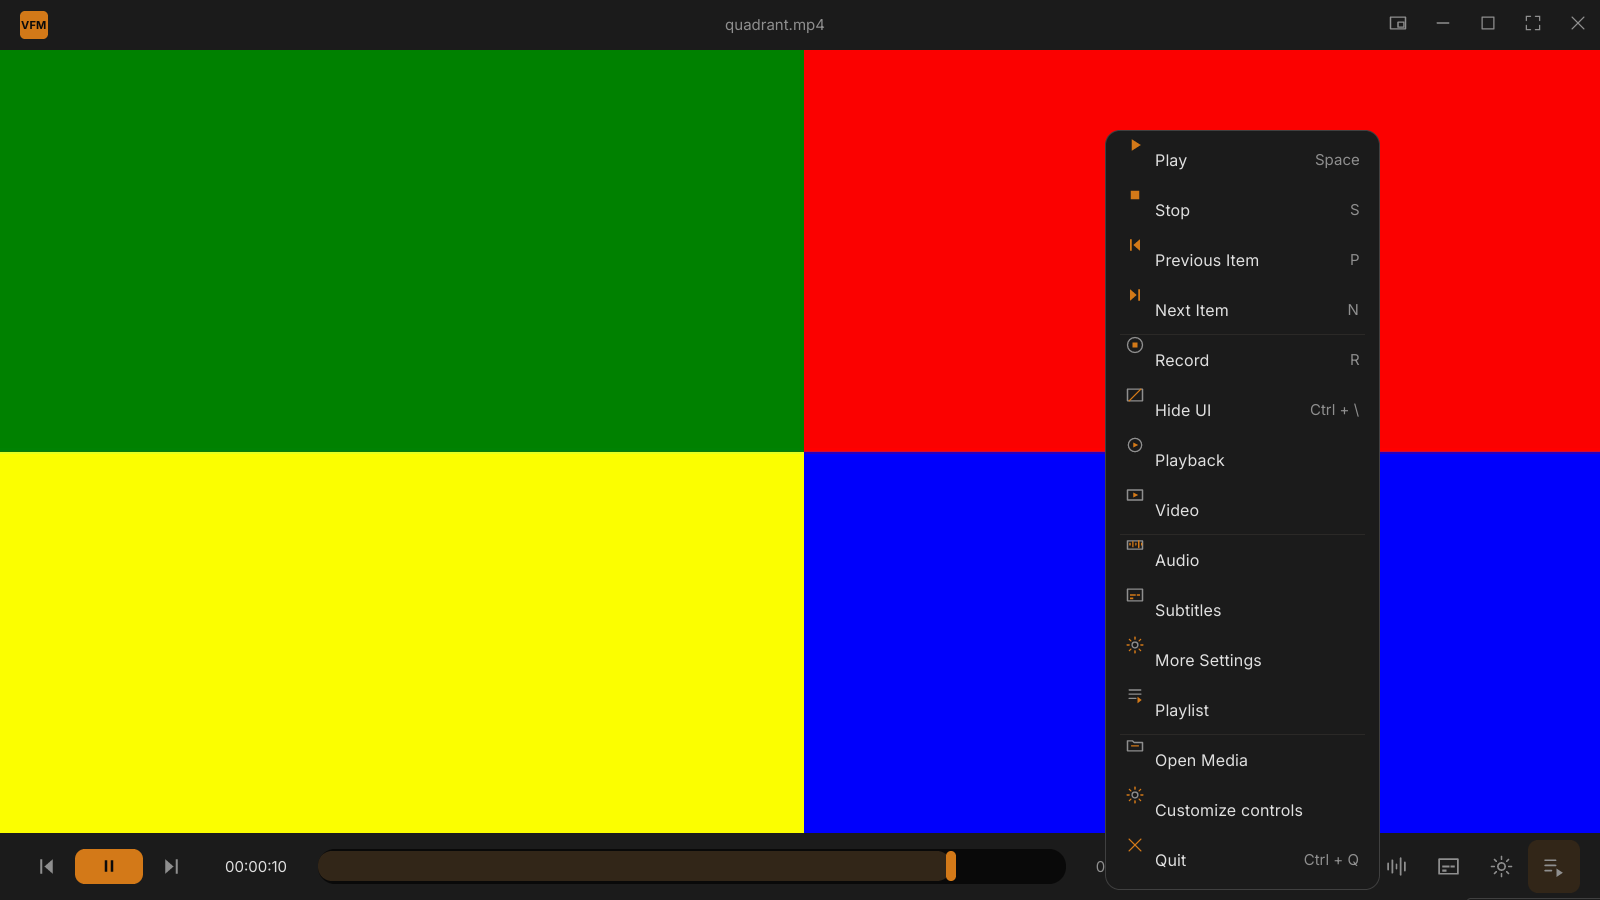 VFM
quadrant.mp4
Play Space
Stop S
Previous Item P
Next Item N
Record R
Hide UI Ctrl + \
Playback
Video
Audio
Subtitles
More Settings
Playlist
Open Media
Customize controls
Quit Ctrl + Q
00:00:10
0